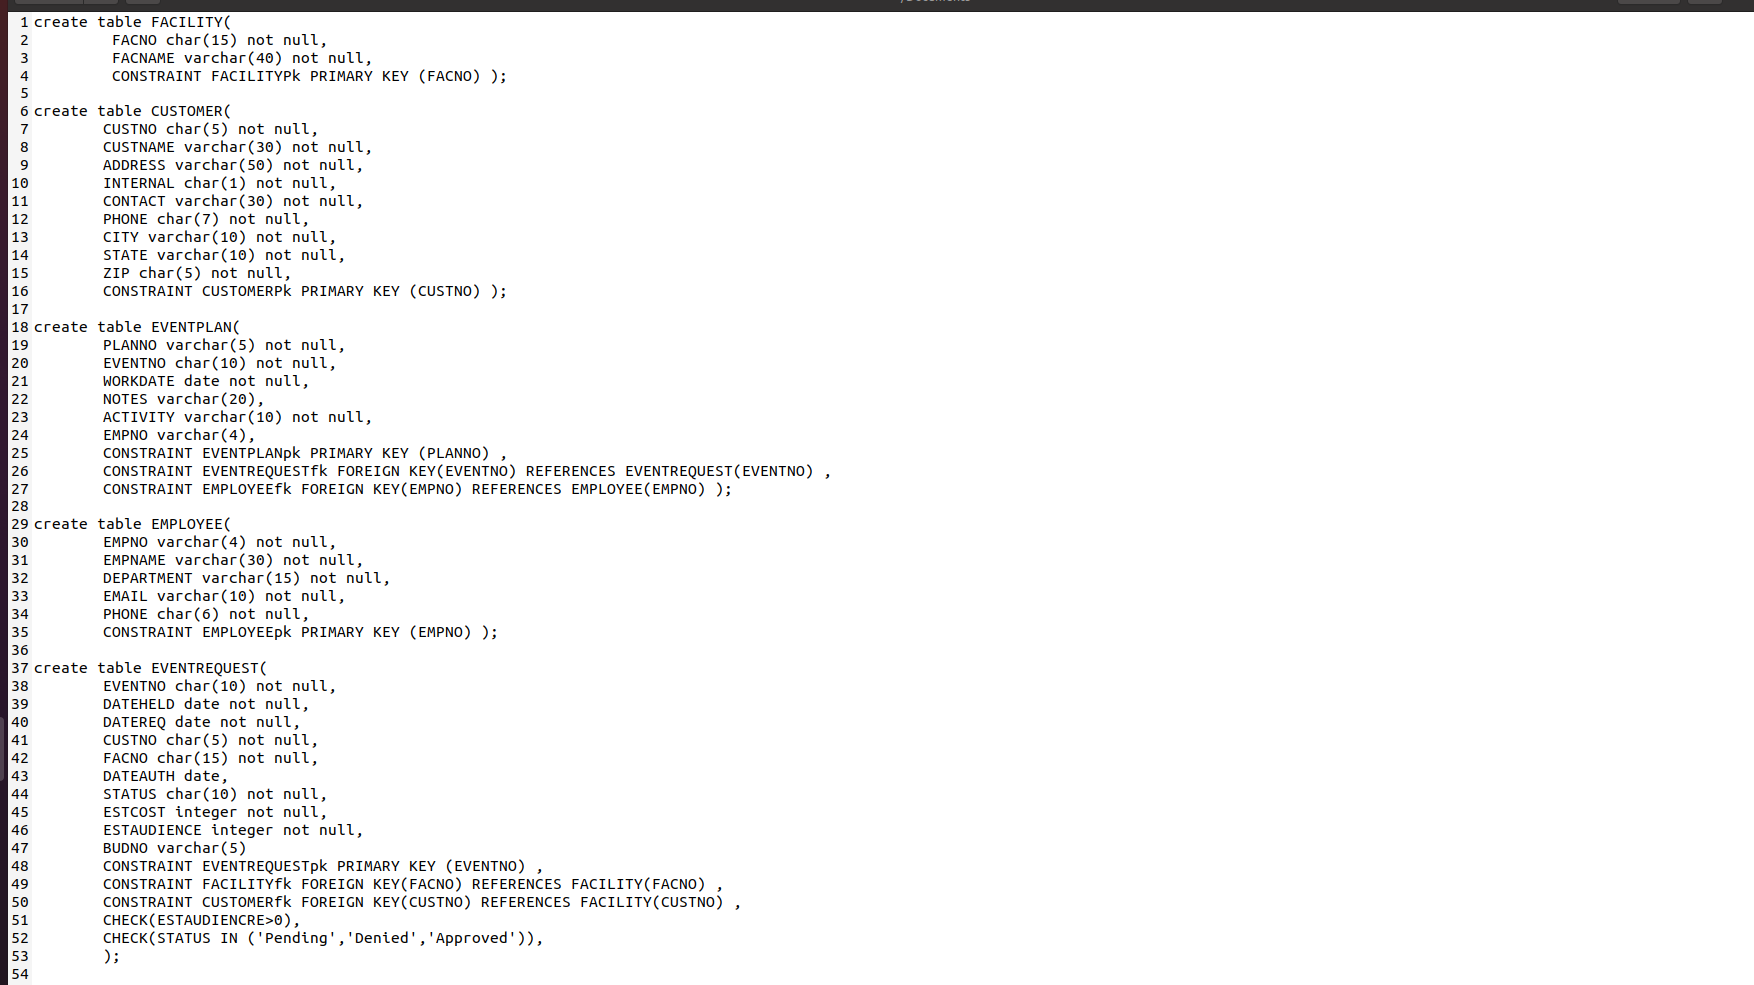 1 create table FACILITY(
2 FACNO char(15) not null,
3 FACNAME varchar(40) not null,
4 CONSTRAINT FACILITYPk PRIMARY KEY (FACNO) );
5
6 create table CUSTOMER(
7 CUSTNO char(5) not null,
8 CUSTNAME varchar(30) not null,
9 ADDRESS varchar(50) not null,
10 INTERNAL char(1) not null,
11 CONTACT varchar(30) not null,
12 PHONE char(7) not null,
13 CITY varchar(10) not null,
14 STATE varchar(10) not null,
15 ZIP char(5) not null,
16 CONSTRAINT CUSTOMERPk PRIMARY KEY (CUSTNO) );
17
18 create table EVENTPLAN(
19 PLANNO varchar(5) not null,
20 EVENTNO char(10) not null,
21 WORKDATE date not null,
22 NOTES varchar(20),
23 ACTIVITY varchar(10) not null,
24 EMPNO varchar(4),
25 CONSTRAINT EVENTPLANpk PRIMARY KEY (PLANNO) ,
26 CONSTRAINT EVENTREQUESTfk FOREIGN KEY(EVENTNO) REFERENCES EVENTREQUEST(EVENTNO) ,
27 CONSTRAINT EMPLOYEEfk FOREIGN KEY(EMPNO) REFERENCES EMPLOYEE(EMPNO) );
28
29 create table EMPLOYEE(
30 EMPNO varchar(4) not null,
31 EMPNAME varchar(30) not null,
32 DEPARTMENT varchar(15) not null,
33 EMAIL varchar(10) not null,
34 PHONE char(6) not null,
35 CONSTRAINT EMPLOYEEpk PRIMARY KEY (EMPNO) );
36
37 create table EVENTREQUEST(
38 EVENTNO char(10) not null,
39 DATEHELD date not null,
40 DATEREQ date not null,
41 CUSTNO char(5) not null,
42 FACNO char(15) not null,
43 DATEAUTH date,
44 STATUS char(10) not null,
45 ESTCOST integer not null,
46 ESTAUDIENCE integer not null,
47 BUDNO varchar(5)
48 CONSTRAINT EVENTREQUESTpk PRIMARY KEY (EVENTNO) ,
49 CONSTRAINT FACILITYfk FOREIGN KEY(FACNO) REFERENCES FACILITY(FACNO) ,
50 CONSTRAINT CUSTOMERfk FOREIGN KEY(CUSTNO) REFERENCES FACILITY(CUSTNO) ,
51 CHECK(ESTAUDIENCRE>0),
52 CHECK(STATUS IN ('Pending','Denied','Approved')),
53 );
54